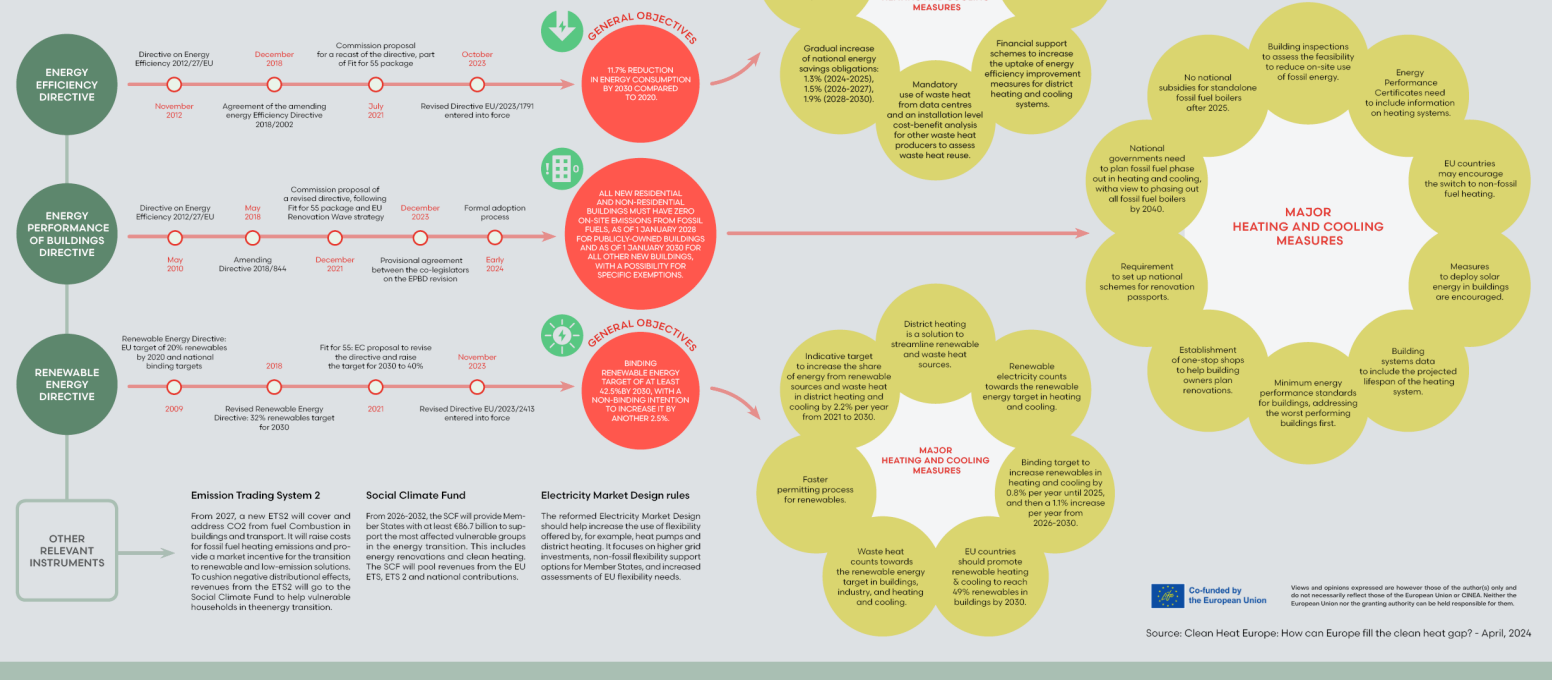 ENERGY
EFFICIENCY
DIRECTIVE
Directive on Energy
Efficiency 2012/27/EU
November
2012
December
2018
Agreement of the amending
energy Efficiency Directive
2018/2002
Commission proposal
for a recast of the directive, part
of Fit for 55 package
July
2021
October
2023
Revised Directive EU/2023/1791
entered into force
GENERAL OBJECTIVES
11.7% REDUCTION
IN ENERGY CONSUMPTION
BY 2030 COMPARED
TO 2020.
MEASURES
Gradual increase
of national energy
savings obligations:
1.3% (2024-2025),
1.5% (2026-2027),
1.9% (2028-2030).
Mandatory
use of waste heat
from data centres
and an installation level
cost-benefit analysis
for other waste heat
producers to assess
waste heat reuse.
Financial support
schemes to increase
the uptake of energy
efficiency improvement
measures for district
heating and cooling
systems.
ENERGY
PERFORMANCE
OF BUILDINGS
DIRECTIVE
Directive on Energy
Efficiency 2012/27/EU
May
2010
May
2018
Amending
Directive 2018/844
Commission proposal of
a revised directive, following
Fit for 55 package and EU
Renovation Wave strategy
December
2021
December
2023
Provisional agreement
between the co-legislators
on the EPBD revision
Formal adoption
process
Early
2024
ALL NEW RESIDENTIAL
AND NON-RESIDENTIAL
BUILDINGS MUST HAVE ZERO
ON-SITE EMISSIONS FROM FOSSIL
FUELS, AS OF 1 JANUARY 2028
FOR PUBLICLY-OWNED BUILDINGS
AND AS OF 1 JANUARY 2030 FOR
ALL OTHER NEW BUILDINGS,
WITH A POSSIBILITY FOR
SPECIFIC EXEMPTIONS.
MAJOR
HEATING AND COOLING
MEASURES
Building inspections
to assess the feasibility
to reduce on-site use
of fossil energy.
Energy
Performance
Certificates need
to include information
on heating systems.
EU countries
may encourage
the switch to non-fossil
fuel heating.
Measures
to deploy solar
energy in buildings
are encouraged.
Building
systems data
to include the projected
lifespan of the heating
system.
Minimum energy
performance standards
for buildings, addressing
the worst performing
buildings first.
Establishment
of one-stop shops
to help building
owners plan
renovations.
Requirement
to set up national
schemes for renovation
passports.
National
governments need
to plan fossil fuel phase
out in heating and cooling,
witha view to phasing out
all fossil fuel boilers
by 2040.
No national
subsidies for standalone
fossil fuel boilers
after 2025.
RENEWABLE
ENERGY
DIRECTIVE
Renewable Energy Directive:
EU target of 20% renewables
by 2020 and national
binding targets
2009
2018
Revised Renewable Energy
Directive: 32% renewables target
for 2030
Fit for 55: EC proposal to revise
the directive and raise
the target for 2030 to 40%
2021
November
2023
Revised Directive EU/2023/2413
entered into force
GENERAL OBJECTIVES
BINDING
RENEWABLE ENERGY
TARGET OF AT LEAST
42.5%BY 2030, WITH A
NON-BINDING INTENTION
TO INCREASE IT BY
ANOTHER 2.5%.
MAJOR
HEATING AND COOLING
MEASURES
District heating
is a solution to
streamline renewable
and waste heat
sources.
Renewable
electricity counts
towards the renewable
energy target in heating
and cooling.
Binding target to
increase renewables in
heating and cooling by
0.8% per year until 2025,
and then a 1.1% increase
per year from
2026-2030.
EU countries
should promote
renewable heating
& cooling to reach
49% renewables in
buildings by 2030.
Waste heat
counts towards
the renewable energy
target in buildings,
industry, and heating
and cooling.
Faster
permitting process
for renewables.
Indicative target
to increase the share
of energy from renewable
sources and waste heat
in district heating and
cooling by 2.2% per year
from 2021 to 2030.
OTHER
RELEVANT
INSTRUMENTS
Emission Trading System 2
From 2027, a new ETS2 will cover and
address CO2 from fuel Combustion in
buildings and transport. It will raise costs
for fossil fuel heating emissions and pro-
vide a market incentive for the transition
to renewable and low-emission solutions.
To cushion negative distributional effects,
revenues from the ETS2 will go to the
Social Climate Fund to help vulnerable
households in theenergy transition.
Social Climate Fund
From 2026-2032, the SCF will provide Mem-
ber States with at least €86.7 billion to sup-
port the most affected vulnerable groups
in the energy transition. This includes
energy renovations and clean heating.
The SCF will pool revenues from the EU
ETS, ETS 2 and national contributions.
Electricity Market Design rules
The reformed Electricity Market Design
should help increase the use of flexibility
offered by, for example, heat pumps and
district heating. It focuses on higher grid
investments, non-fossil flexibility support
options for Member States, and increased
assessments of EU flexibility needs.
Co-funded by
the European Union
Views and opinions expressed are however those of the author(s) only and
do not necessarily reflect those of the European Union or CINEA. Neither the
European Union nor the granting authority can be held responsible for them.
Source: Clean Heat Europe: How can Europe fill the clean heat gap? - April, 2024